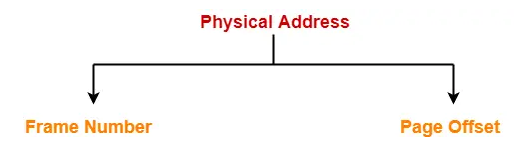 Physical Address
Frame Number
Page Offset